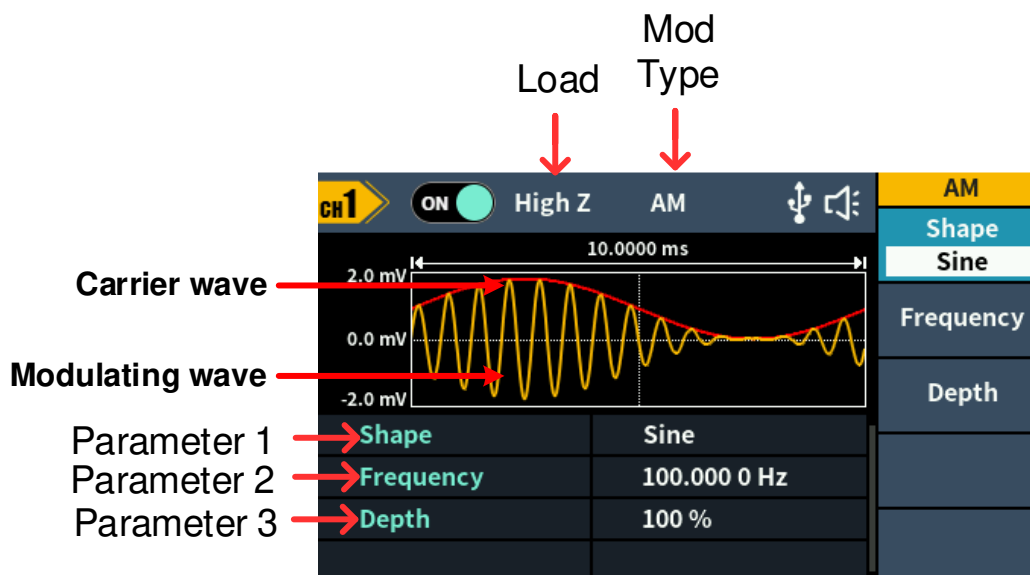 Mod
Type
Load
CH1
ON
High Z
AM
AM
Shape
Sine
Frequency
Depth
10.0000 ms
2.0 mV
0.0 mV
-2.0 mV
Carrier wave
Modulating wave
Parameter 1
Shape
Sine
Parameter 2
Frequency
100.000 0 Hz
Parameter 3
Depth
100 %